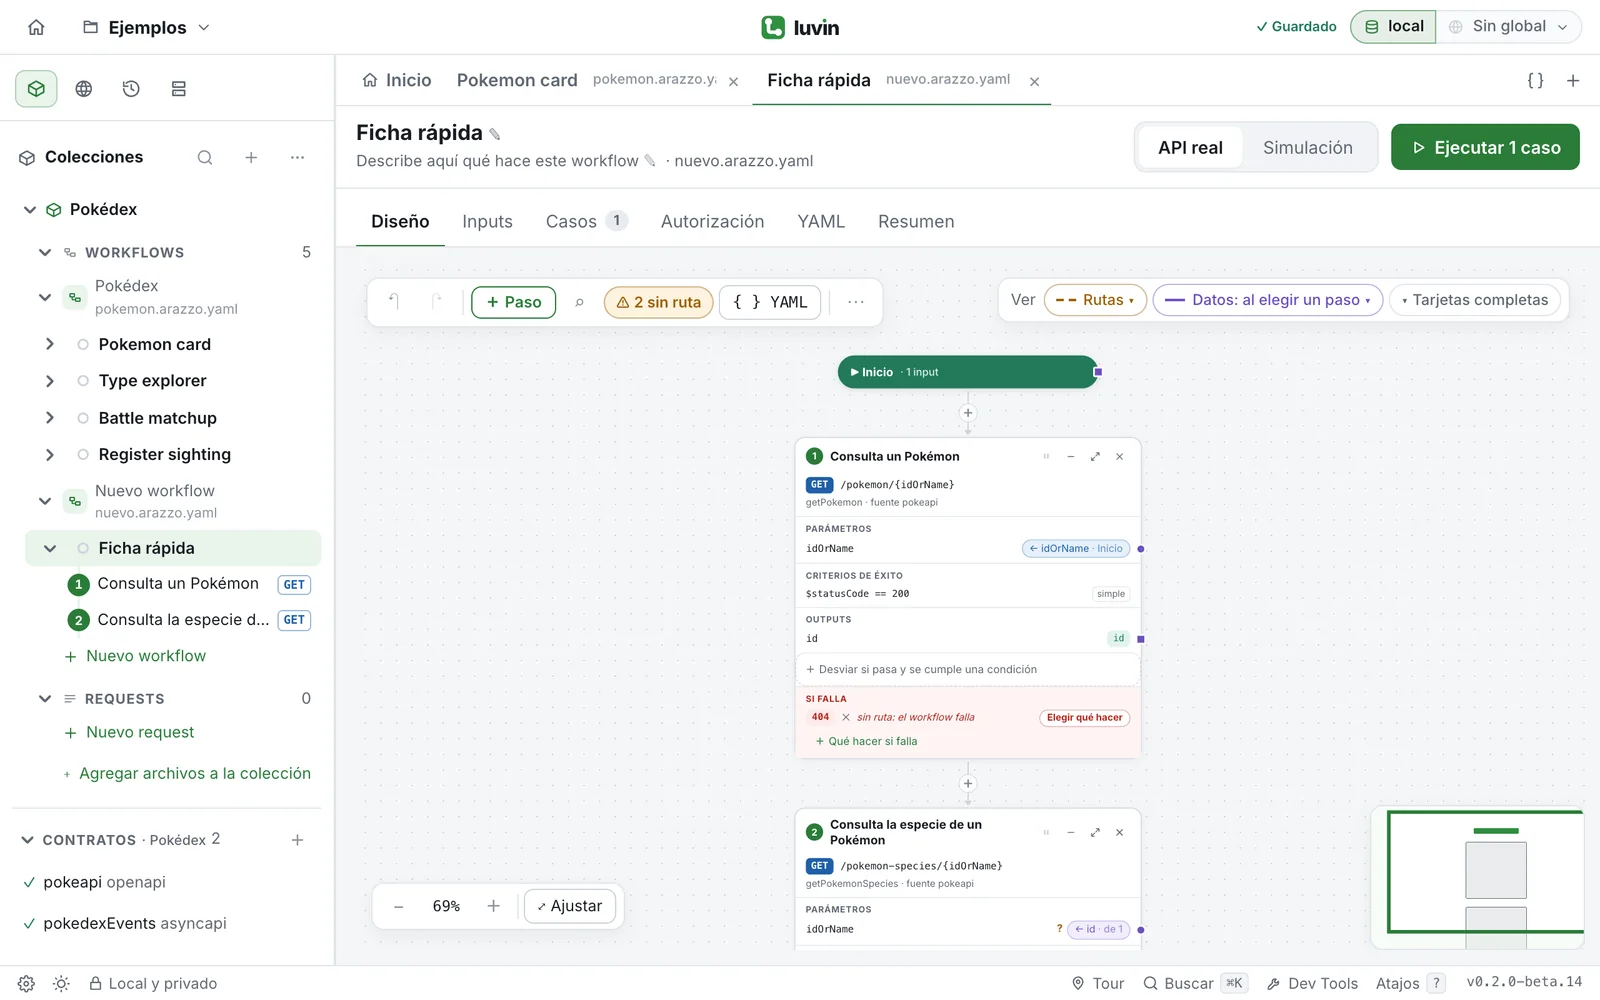 Ejemplos
luvin
✓ Guardado
local
Sin global
Inicio
Pokemon card pokemon.arazzo.ya
Ficha rápida nuevo.arazzo.yaml
{ }
Colecciones
Pokédex
WORKFLOWS 5
Pokédex
pokemon.arazzo.yaml
Pokemon card
Type explorer
Battle matchup
Register sighting
Nuevo workflow
nuevo.arazzo.yaml
Ficha rápida
1 Consulta un Pokémon GET
2 Consulta la especie d... GET
+ Nuevo workflow
REQUESTS 0
+ Nuevo request
+ Agregar archivos a la colección
CONTRATOS · Pokédex 2
✓ pokeapi openapi
✓ pokedexEvents asyncapi
Ficha rápida
Describe aquí qué hace este workflow · nuevo.arazzo.yaml
API real
Simulación
Ejecutar 1 caso
Diseño
Inputs
Casos 1
Autorización
YAML
Resumen
+ Paso
2 sin ruta
{ } YAML
...
Ver
Rutas
Datos: al elegir un paso
Tarjetas completas
Inicio · 1 input
1 Consulta un Pokémon
GET /pokemon/{idOrName}
getPokemon · fuente pokeapi
PARÁMETROS
idOrName ← idOrName · Inicio
CRITERIOS DE ÉXITO
$statusCode == 200 simple
OUTPUTS
id id
+ Desviar si pasa y se cumple una condición
SI FALLA
404 × sin ruta: el workflow falla Elegir qué hacer
+ Qué hacer si falla
2 Consulta la especie de un
Pokémon
GET /pokemon-species/{idOrName}
getPokemonSpecies · fuente pokeapi
PARÁMETROS
idOrName ? ← id · de 1
− 69% +
Ajustar
Local y privado
Tour
Buscar ⌘K
Dev Tools
Atajos ?
v0.2.0-beta.14